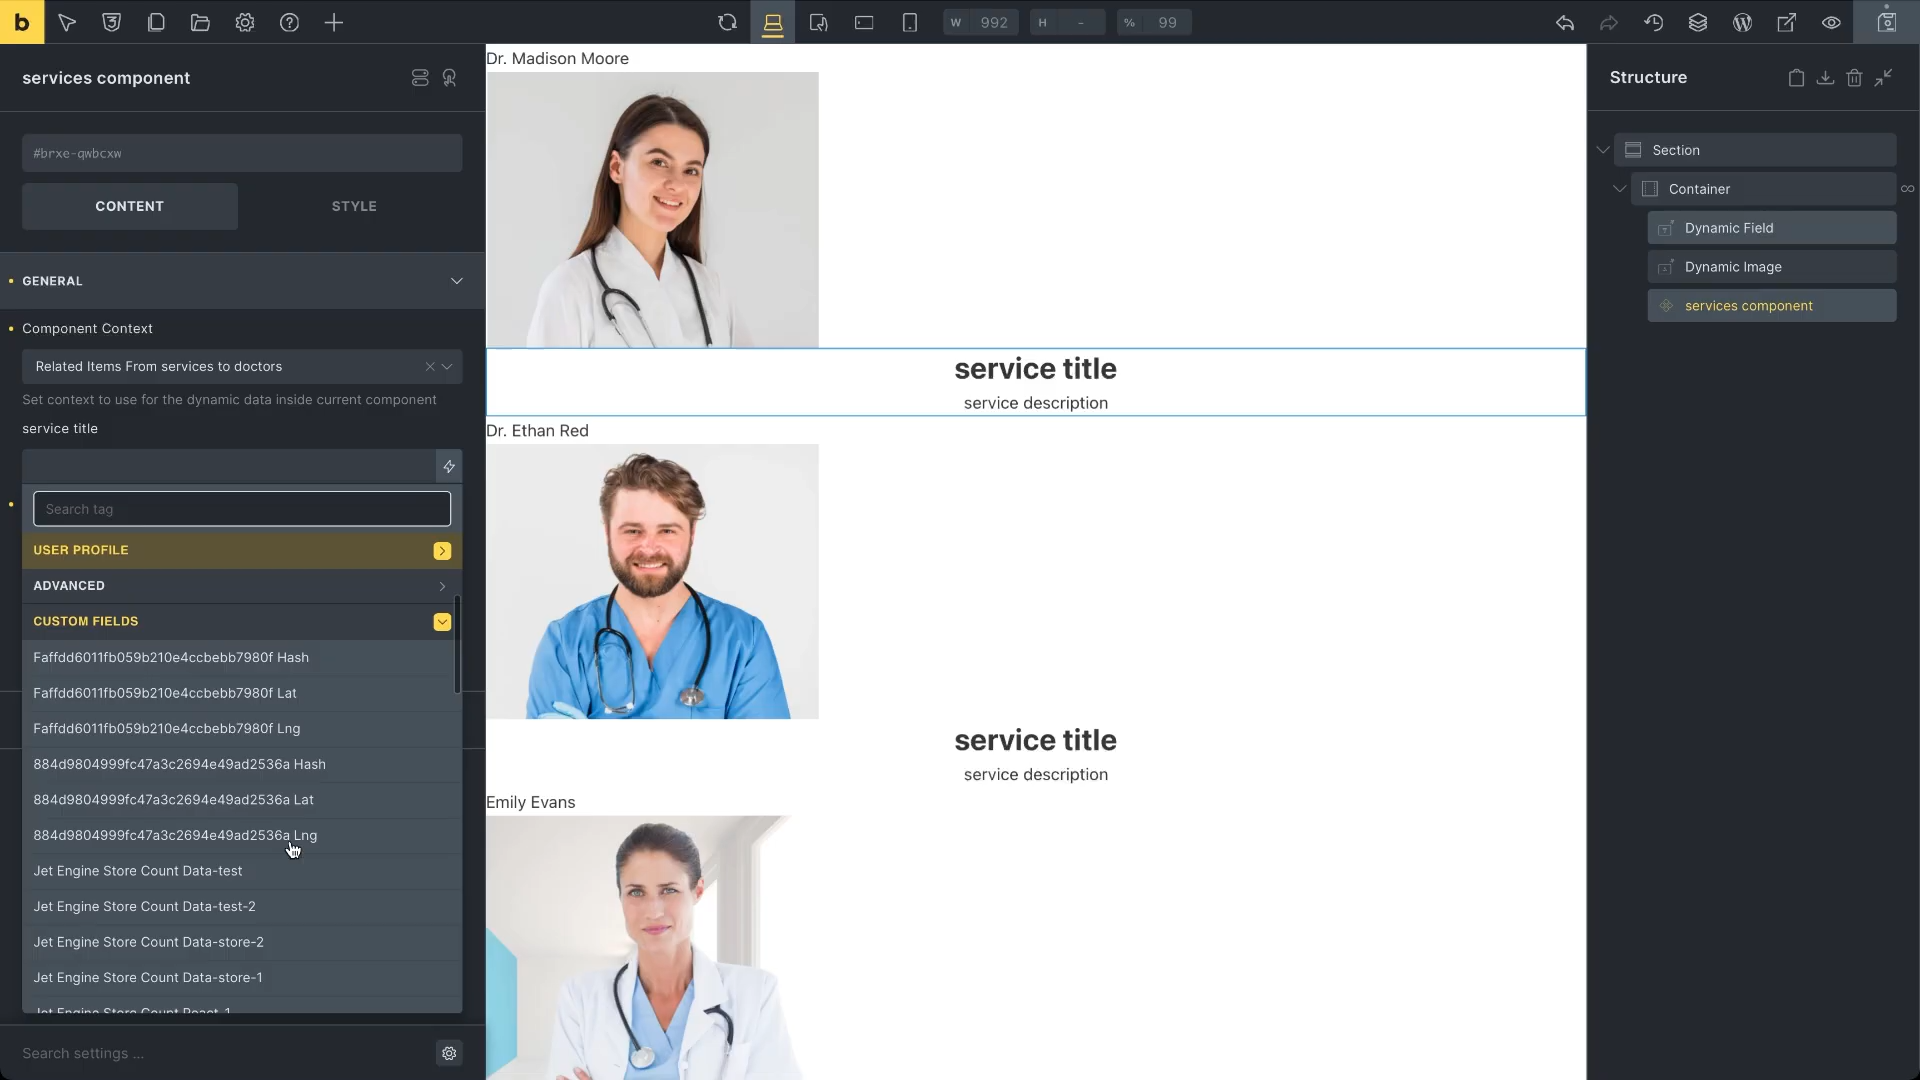 b
W 992 H - % 99
services component
#brxe-qwbcxw
CONTENT STYLE
GENERAL
Component Context
Related Items From services to doctors
Set context to use for the dynamic data inside current component
service title
Search tag
USER PROFILE
ADVANCED
CUSTOM FIELDS
Faffdd6011fb059b210e4ccbebb7980f Hash
Faffdd6011fb059b210e4ccbebb7980f Lat
Faffdd6011fb059b210e4ccbebb7980f Lng
884d9804999fc47a3c2694e49ad2536a Hash
884d9804999fc47a3c2694e49ad2536a Lat
884d9804999fc47a3c2694e49ad2536a Lng
Jet Engine Store Count Data-test
Jet Engine Store Count Data-test-2
Jet Engine Store Count Data-store-2
Jet Engine Store Count Data-store-1
Search settings ...
Dr. Madison Moore
service title
service description
Dr. Ethan Red
service title
service description
Emily Evans
Structure
Section
Container
Dynamic Field
Dynamic Image
services component